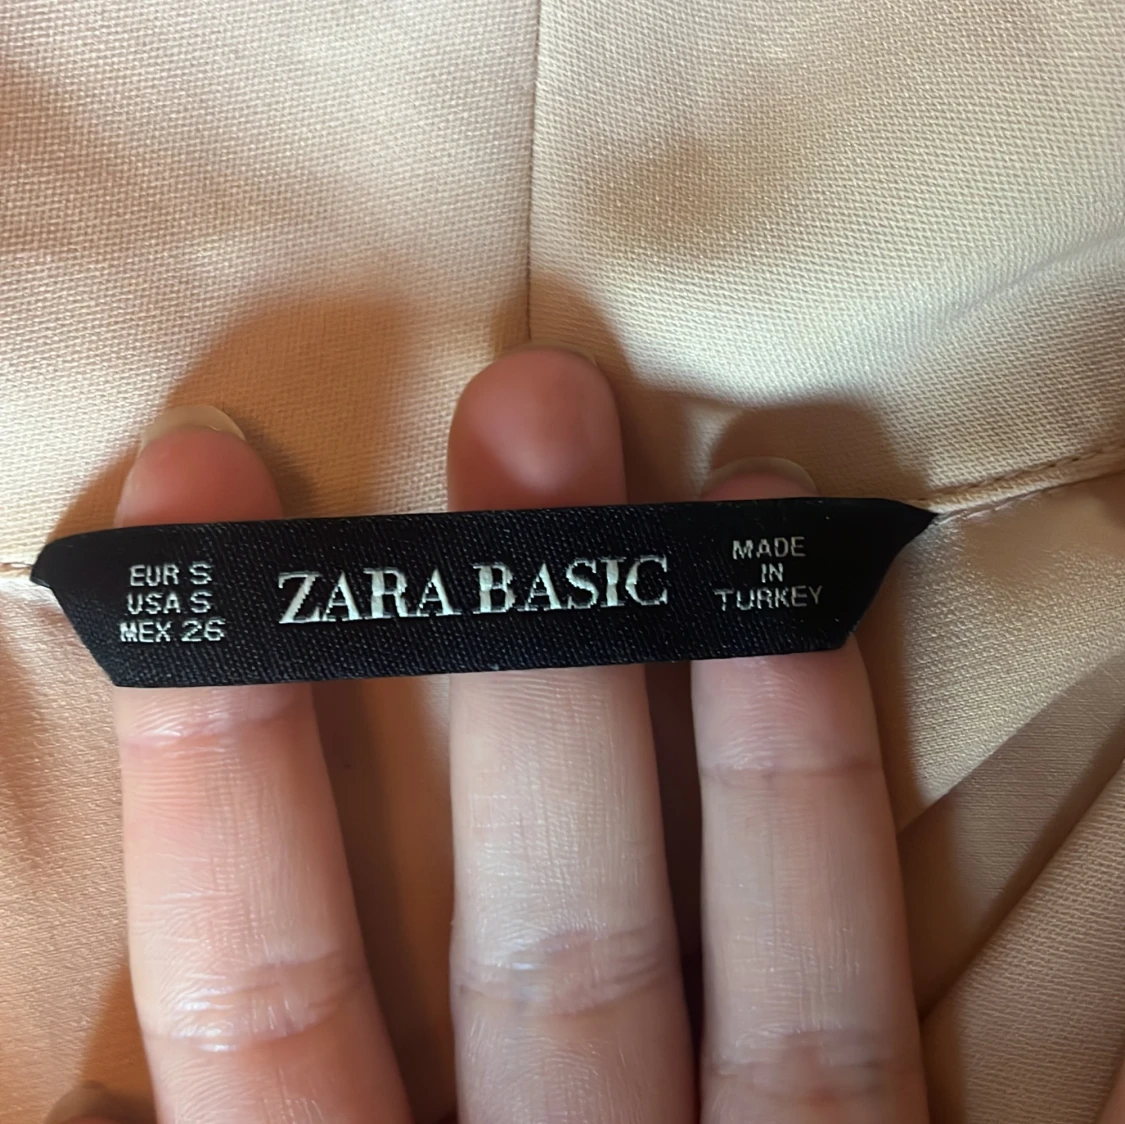 EUR S
USA S
MEX 26
ZARA BASIC
MADE
IN
TURKEY